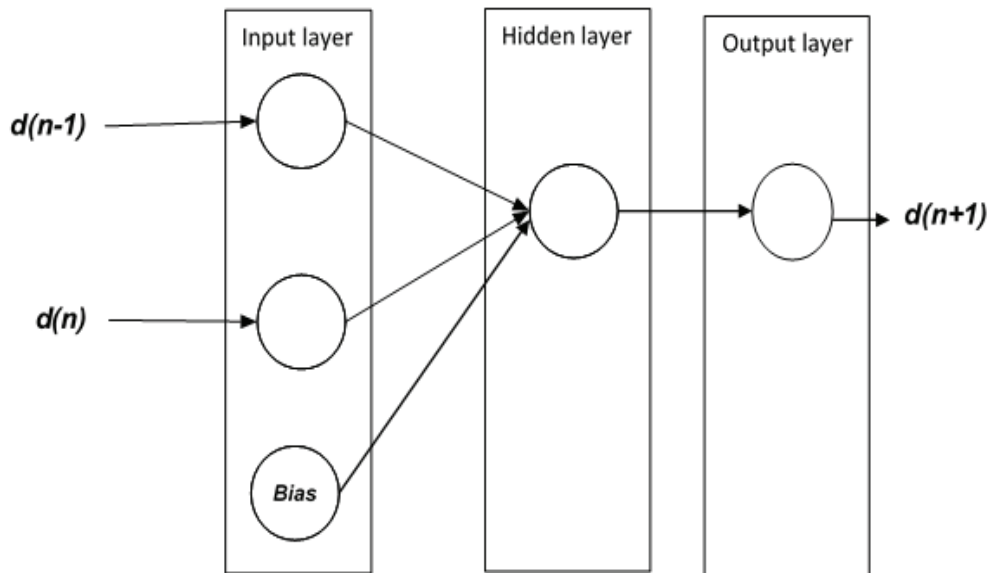 Input layer
Hidden layer
Output layer
d(n-1)
d(n+1)
d(n)
Bias